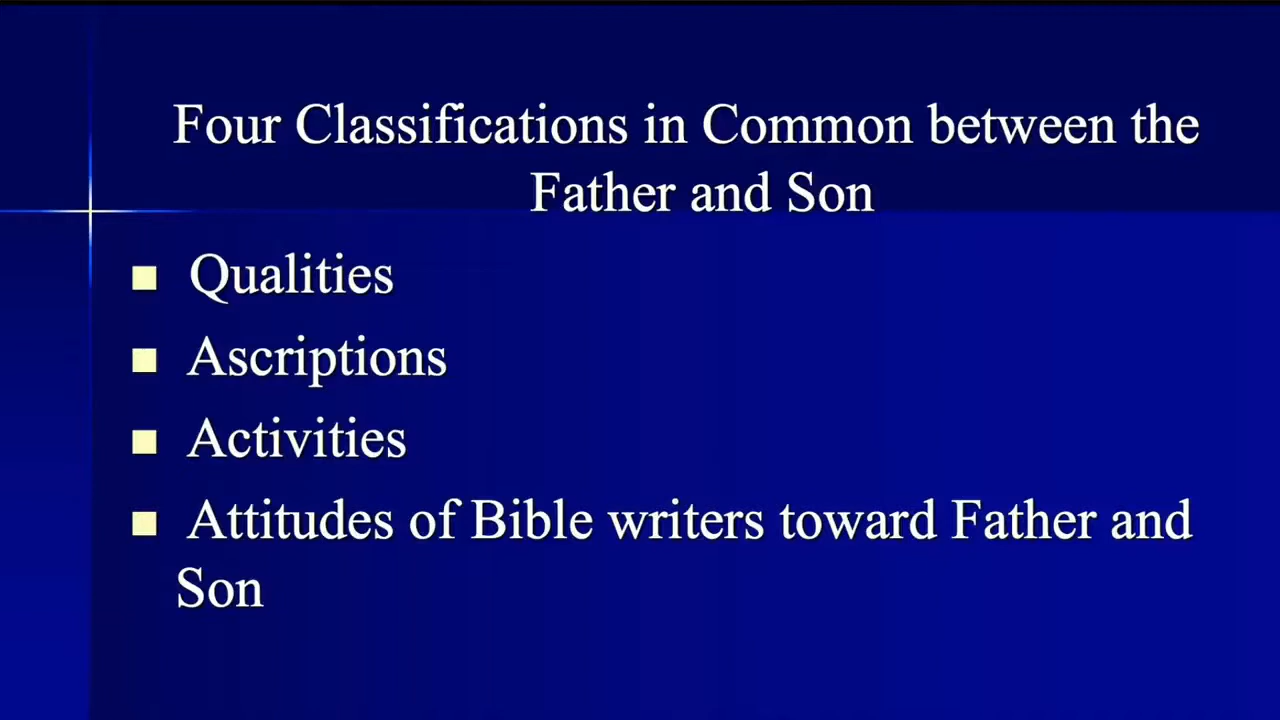 Four Classifications in Common between the
Father and Son
Qualities
Ascriptions
Activities
Attitudes of Bible writers toward Father and
Son